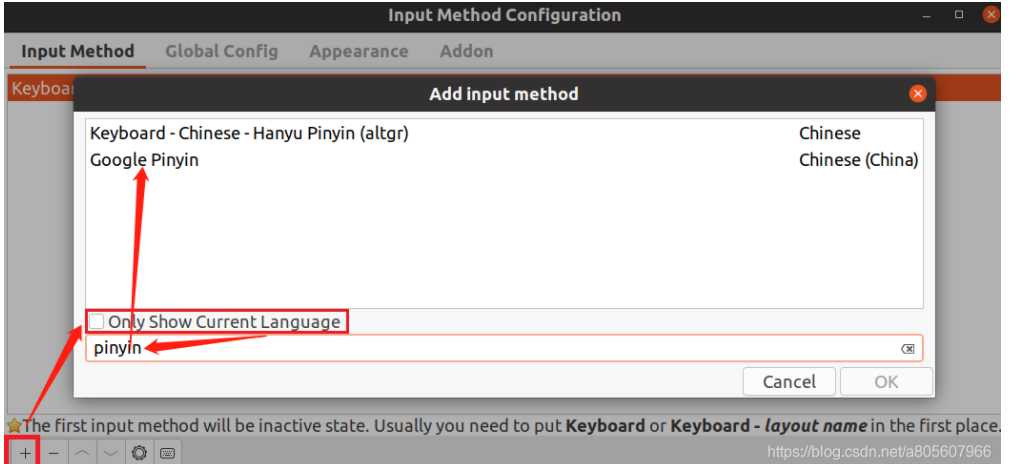 Input Method Configuration
Input Method Global Config Appearance Addon
Keyboa
Add input method
Keyboard - Chinese - Hanyu Pinyin (altgr) Chinese
Google Pinyin Chinese (China)
Only Show Current Language
pinyin
Cancel OK
The first input method will be inactive state. Usually you need to put Keyboard or Keyboard - layout name in the first place.
https://blog.csdn.net/a805607966